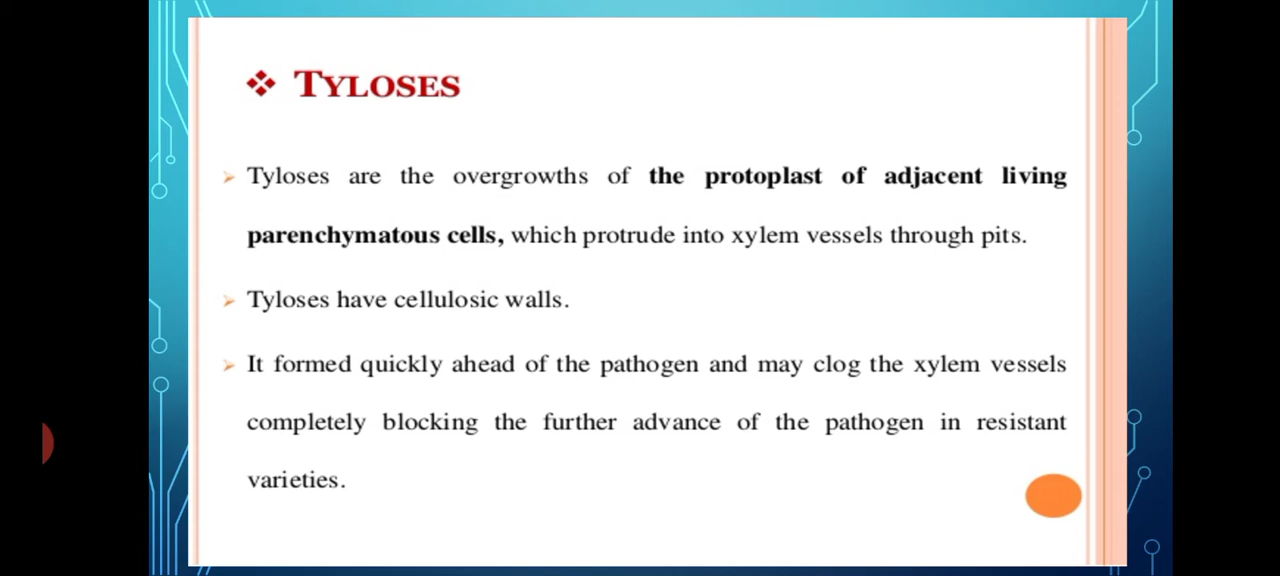 ❖ TYLOSES
➢ Tyloses are the overgrowths of the protoplast of adjacent living
parenchymatous cells, which protrude into xylem vessels through pits.
➢ Tyloses have cellulosic walls.
➢ It formed quickly ahead of the pathogen and may clog the xylem vessels
completely blocking the further advance of the pathogen in resistant
varieties.